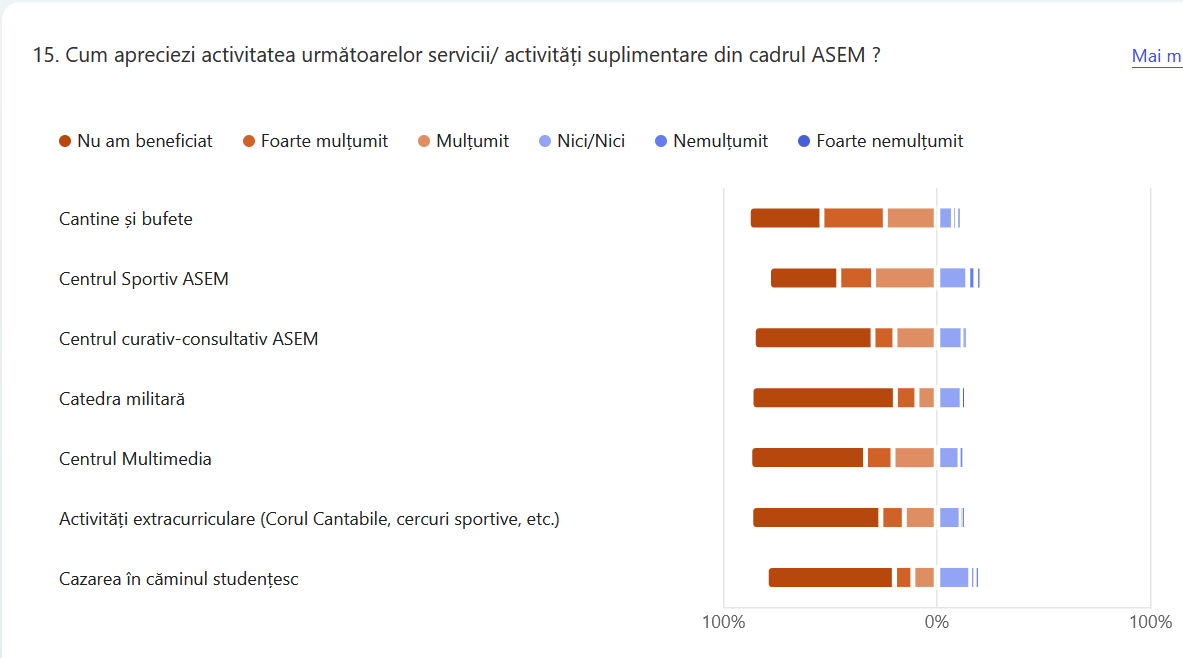 15. Cum apreciezi activitatea următoarelor servicii/ activități suplimentare din cadrul ASEM ?
Mai m
Nu am beneficiat
Foarte mulțumit
Mulțumit
Nici/Nici
Nemulțumit
Foarte nemulțumit
Cantine și bufete
Centrul Sportiv ASEM
Centrul curativ-consultativ ASEM
Catedra militară
Centrul Multimedia
Activități extracurriculare (Corul Cantabile, cercuri sportive, etc.)
Cazarea în căminul studențesc
100%
0%
100%